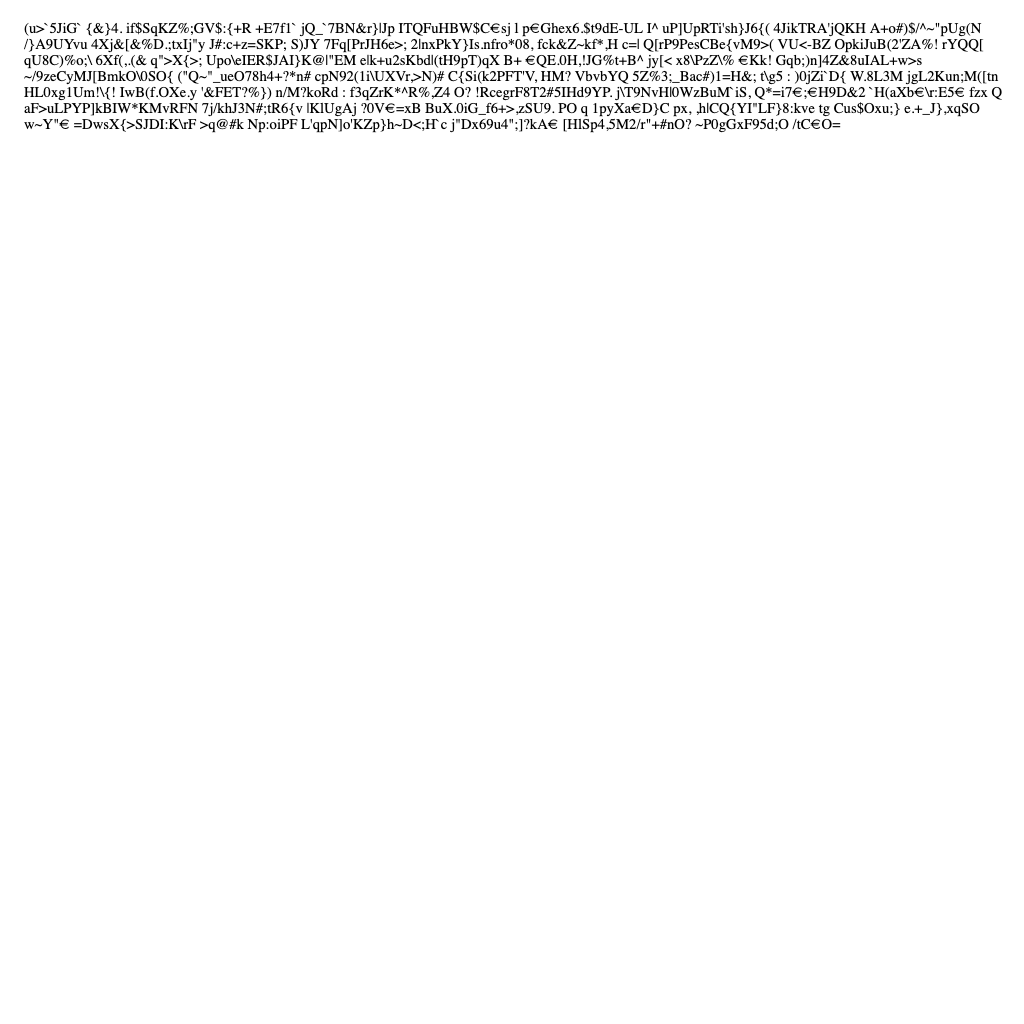 (u>`5JiG` {&}4. if$SqKZ%;GV$:{+R +E7f1` jQ_`7BN&r}|Jp ITQFuHBW$C€sj l p€Ghex6.$t9dE-UL I^ uP]UpRTi's​h}J6{( 4JikTRA'jQKH A+o#)$/^~"pUg(N
/}A9UYvu 4Xj&[&%D.;txIj"y J#:c+z=SKP; S)JY 7Fq[PrJH6e>; 2lnxPkY}Is.nfro*08, fck&Z~kf*,H c=| Q[rP9PesCBe{vM9>( VU<-BZ OpkiJuB(2'ZA%! rYQQ[
qU8C)%o;\ 6Xf(,.(& q">X{>; Upo\eIER$JAI}K@|"EM e|k+u2sKbd|(tH9pT)qX B+ €QE.0H,!JG%t+B^ jy[< x8\PzZ\% €Kk! Gqb;)n]4Z&8uIAL+w>s
~/9zeCyMJ[BmkO\0SO{ ("Q~"_ueO78h4+?*n# cpN92(1i\UXVr,>N)# C{Si(k2PFT'V, HM? VbvbYQ 5Z%3;_Bac#)1=H&; t\g5 : )0jZi`D{ W.8L3M jgL2Kun;M([tn
HL0xg1Um!\{! IwB(f.OXe.y '&FET?%}) n/M?koRd : f3qZrK*^R%,Z4 O? !RcegrF8T2#5IHd9YP. j\T9NvH|0WzBuM`iS, Q*=i7€;€H9D&2 `H(aXb€\r:E5€ fzx Q
aF>uLPYP]kBIW*KMvRFN 7j/khJ3N#;tR6{v |K|UgAj ?0V€=xB BuX.0iG_f6+>,zSU9. PO q 1pyXa€D}C px, ,h|CQ{YI"LF}8:kve tg Cus$Oxu;} e.+_J},xqSO
w~Y"€ =DwsX{>SJDI:K\rF >q@#k Np:oiPF L'qpN]o'KZp}h~D<;H`c j"Dx69u4";]?kA€ [HlSp4,5M2/r"+#nO? ~P0gGxF95d;O /tC€O=